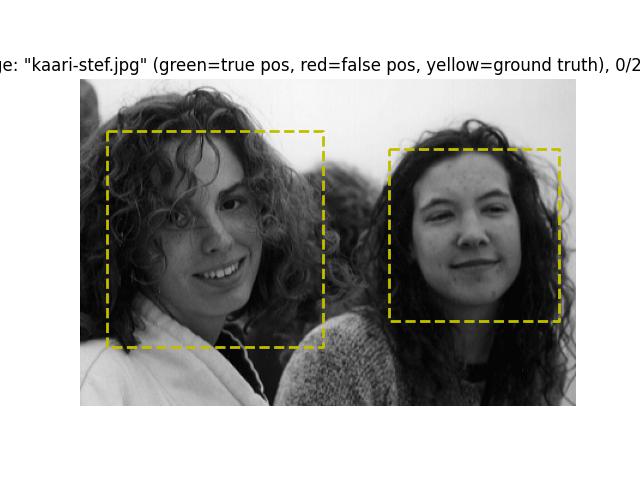 ge: "kaari-stef.jpg" (green=true pos, red=false pos, yellow=ground truth), 0/2